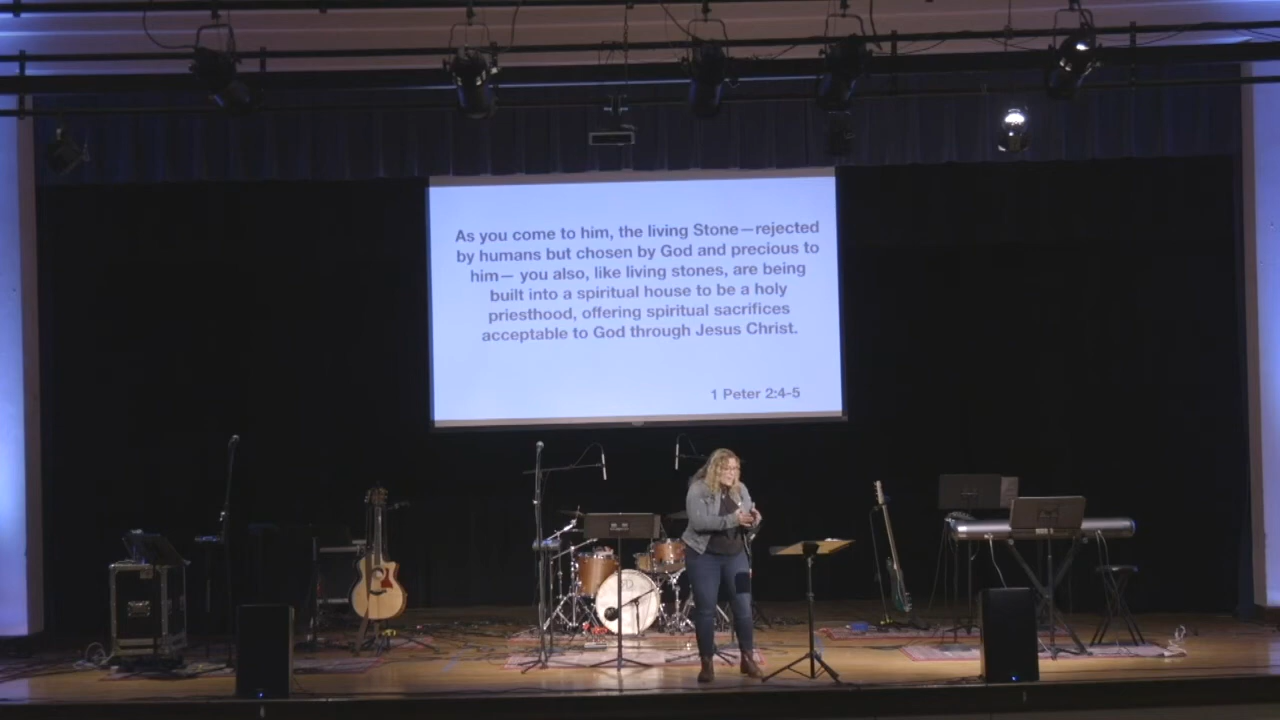 As you come to him, the living Stone—rejected
by humans but chosen by God and precious to
him— you also, like living stones, are being
built into a spiritual house to be a holy
priesthood, offering spiritual sacrifices
acceptable to God through Jesus Christ.
1 Peter 2:4-5